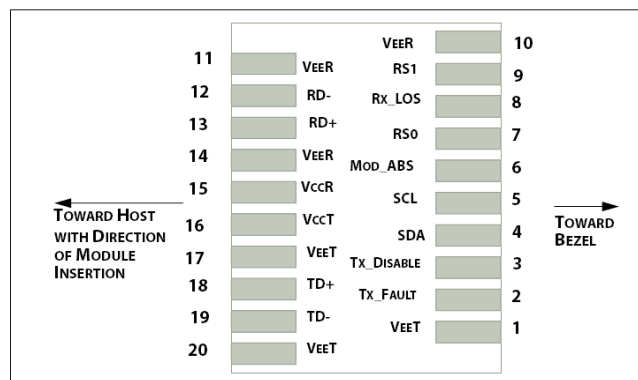 11 VEER
12 RD-
13 RD+
14 VEER
15 VCCR
16 VCCT
17 VEET
18 TD+
19 TD-
20 VEET
VEER 10
RS1 9
RX_LOS 8
RS0 7
MOD_ABS 6
SCL 5
SDA 4
TX_DISABLE 3
TX_FAULT 2
VEET 1
TOWARD HOST
WITH DIRECTION
OF MODULE
INSERTION
TOWARD
BEZEL